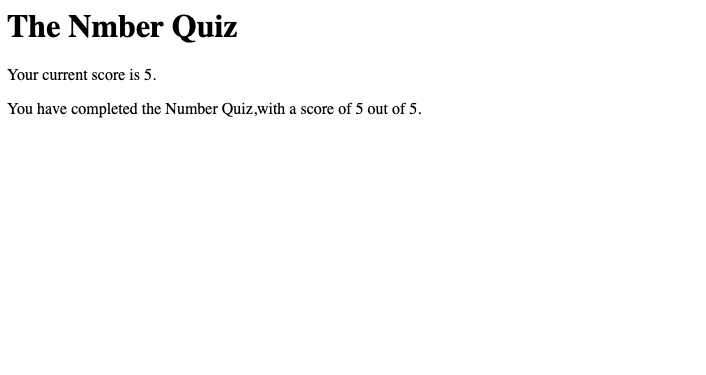 The Nmber Quiz
Your current score is 5.
You have completed the Number Quiz,with a score of 5 out of 5.